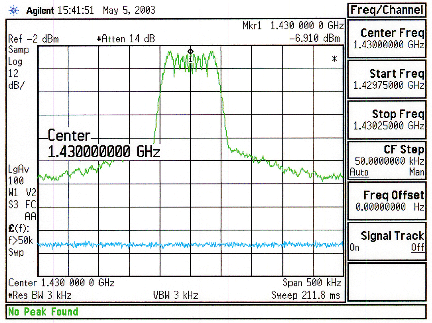 Agilent 15:41:51 May 5, 2003
Freq/Channel
Mkr1 1.430 000 0 GHz
Ref -2 dBm
Atten 14 dB
-6.910 dBm
Samp
Log
12
dB/
Center
1.430000000 GHz
LgAv
100
W1 V2
S3 FC
AA
£(f):
f>50k
Swp
Center 1.430 000 0 GHz
Span 500 kHz
*Res BW 3 kHz
VBW 3 kHz
Sweep 211.8 ms
No Peak Found
Center Freq
1.43000000 GHz
Start Freq
1.42975000 GHz
Stop Freq
1.43025000 GHz
CF Step
50.0000000 kHz
Auto Man
Freq Offset
0.00000000 Hz
Signal Track
On Off